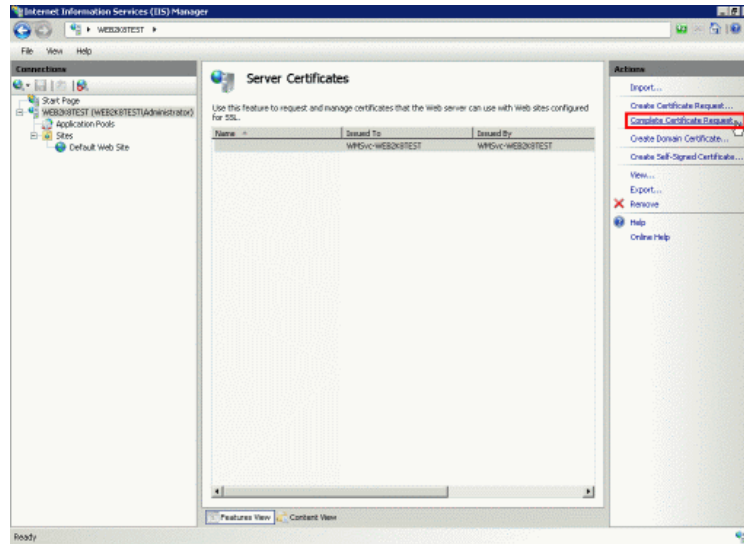 Internet Information Services (IIS) Manager
WEB2K8TEST
File View Help
Connections
Start Page
WEB2K8TEST (WEB2K8TEST\Administrator)
Application Pools
Sites
Default Web Site
Server Certificates
Use this feature to request and manage certificates that the Web server can use with Web sites configured
for SSL.
Name Issued To Issued By
WMSvc-WEB2K8TEST WMSvc-WEB2K8TEST
Features View Content View
Actions
Import...
Create Certificate Request...
Complete Certificate Request...
Create Domain Certificate...
Create Self-Signed Certificate...
View...
Export...
Remove
Help
Online Help
Ready